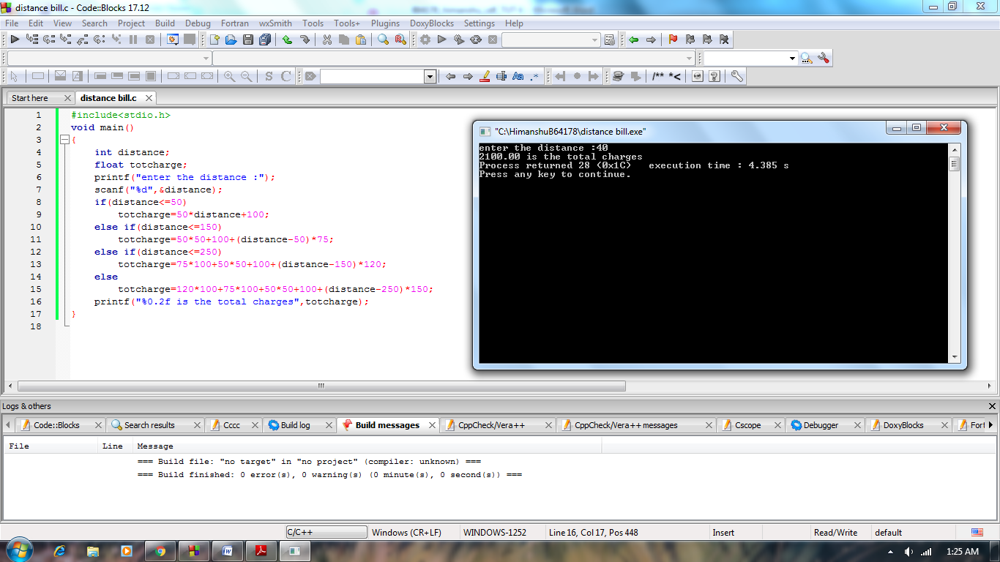 distance bill.c - Code::Blocks 17.12
File Edit View Search Project Build Debug Fortran wxSmith Tools Tools+ Plugins DoxyBlocks Settings Help
S C Aa .* /** *<
Start here distance bill.c
1 #include<stdio.h>
2 void main()
3 {
4 int distance;
5 float totcharge;
6 printf("enter the distance :");
7 scanf("%d",&distance);
8 if(distance<=50)
9 totcharge=50*distance+100;
10 else if(distance<=150)
11 totcharge=50*50+100+(distance-50)*75;
12 else if(distance<=250)
13 totcharge=75*100+50*50+100+(distance-150)*120;
14 else
15 totcharge=120*100+75*100+50*50+100+(distance-250)*150;
16 printf("%0.2f is the total charges",totcharge);
17 }
18
"C:\HimanshuB64178\distance bill.exe"
enter the distance :40
2100.00 is the total charges
Process returned 28 (0x1C) execution time : 4.385 s
Press any key to continue.
Logs & others
Code::Blocks Search results Cccc Build log Build messages CppCheck/Vera++ CppCheck/Vera++ messages Cscope Debugger DoxyBlocks Fort
File Line Message
=== Build file: "no target" in "no project" (compiler: unknown) ===
=== Build finished: 0 error(s), 0 warning(s) (0 minute(s), 0 second(s)) ===
C/C++ Windows (CR+LF) WINDOWS-1252 Line 16, Col 17, Pos 448 Insert Read/Write default
1:25 AM